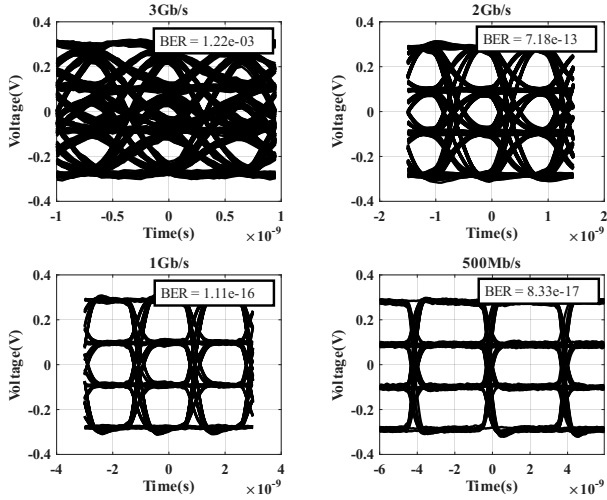 3Gb/s
BER = 1.22e-03
Voltage(V)
0.4
0.2
0
-0.2
-0.4
-1
-0.5
0
0.5
1
Time(s)
×10⁻⁹
2Gb/s
BER = 7.18e-13
Voltage(V)
0.4
0.2
0
-0.2
-0.4
-2
-1
0
1
2
Time(s)
×10⁻⁹
1Gb/s
BER = 1.11e-16
Voltage(V)
0.4
0.2
0
-0.2
-0.4
-4
-2
0
2
4
Time(s)
×10⁻⁹
500Mb/s
BER = 8.33e-17
Voltage(V)
0.4
0.2
0
-0.2
-0.4
-6
-4
-2
0
2
4
6
Time(s)
×10⁻⁹